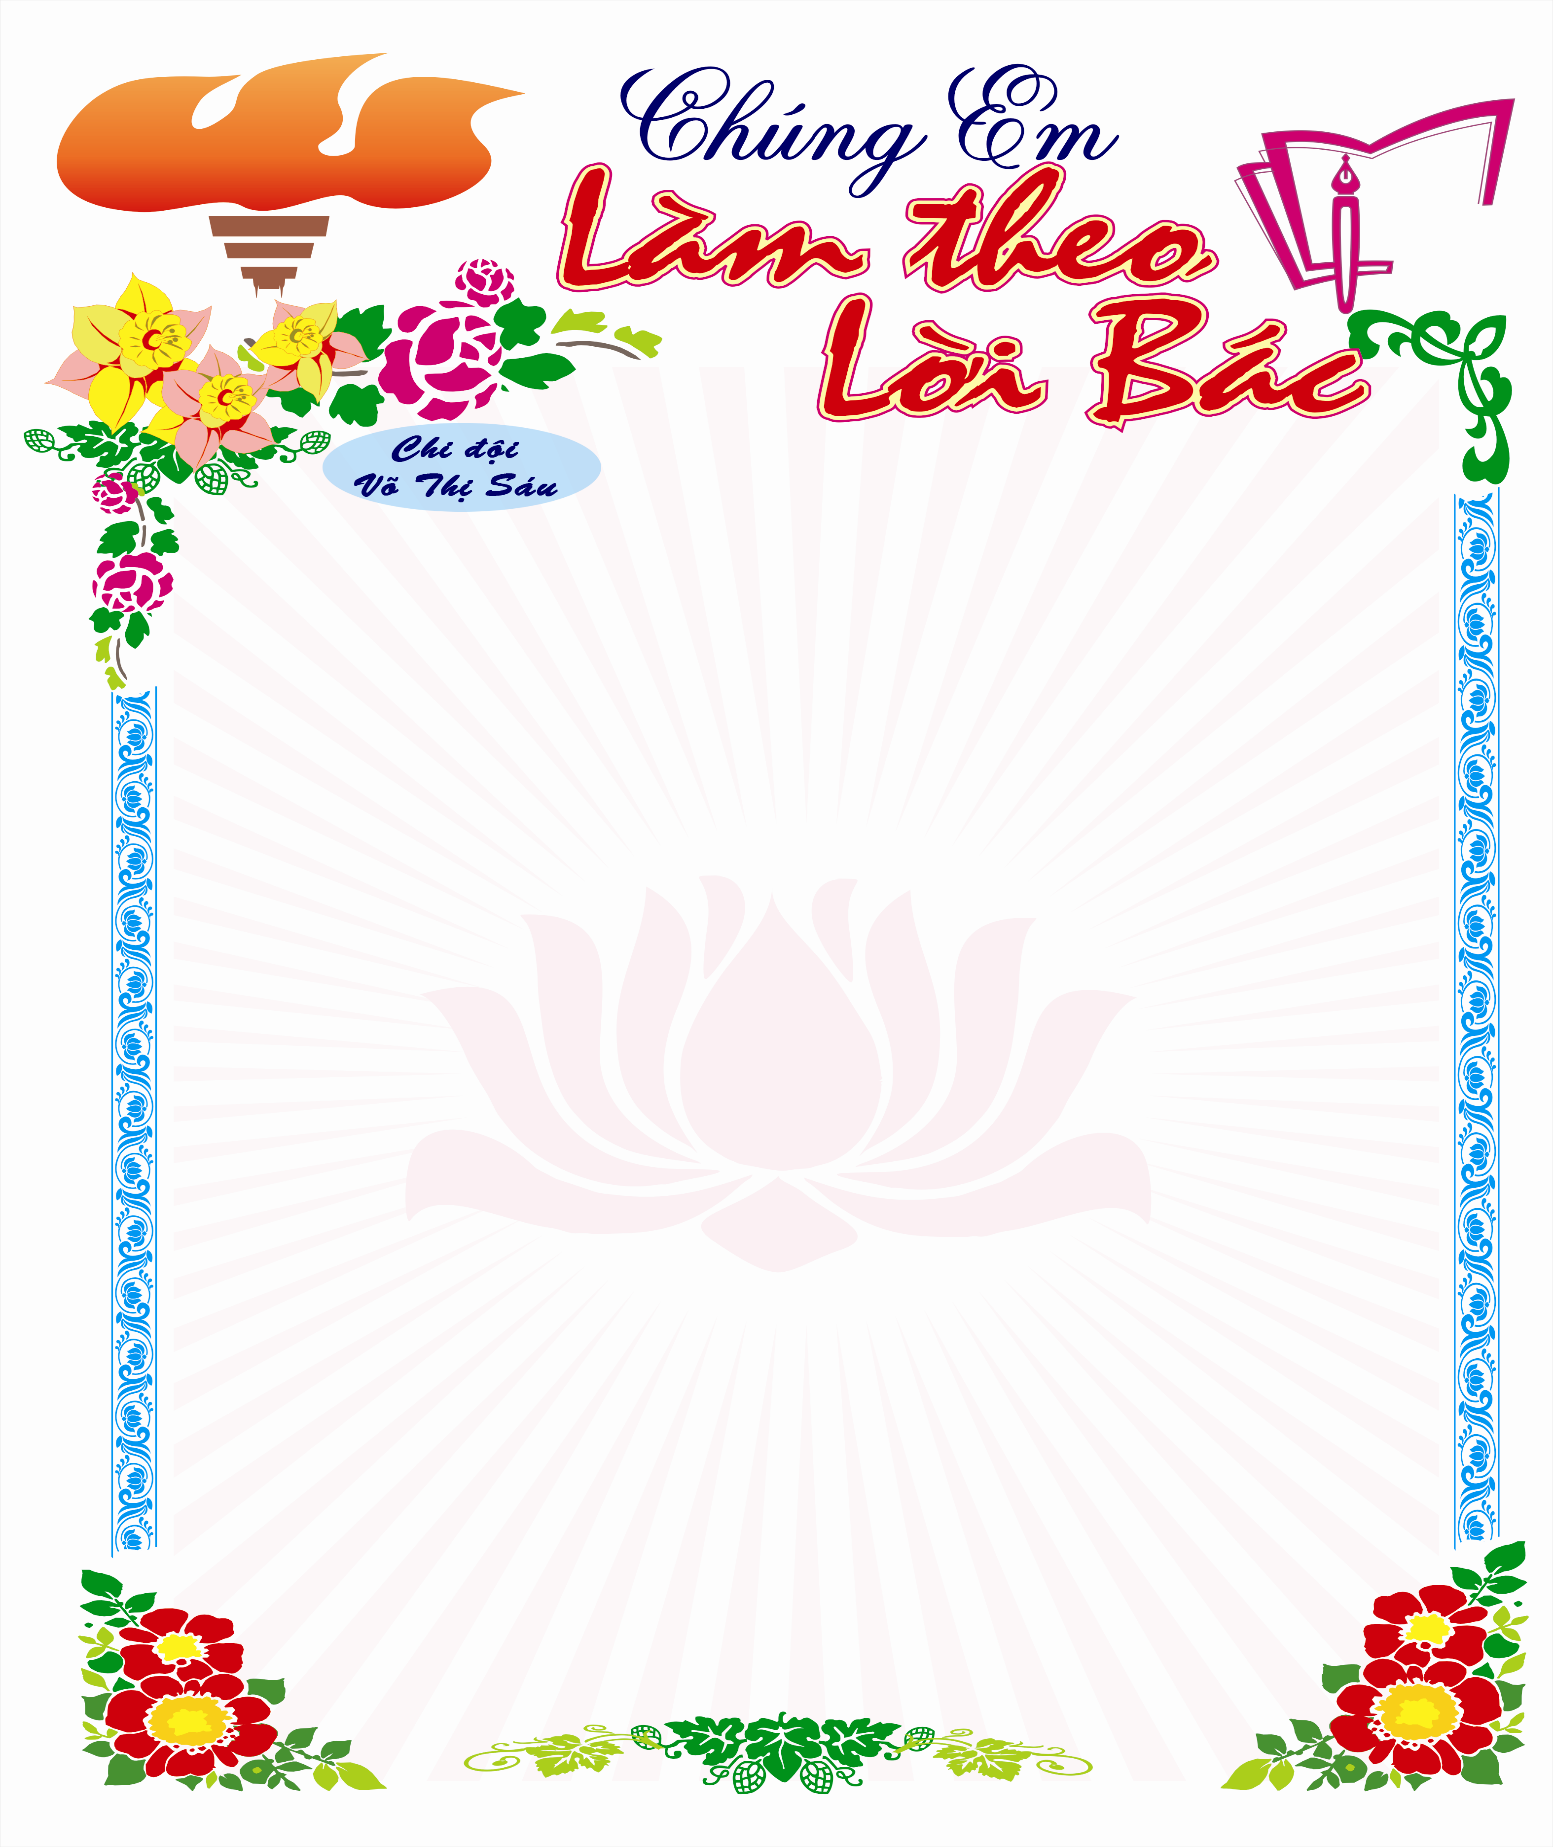 Chúng Em
Làm theo
Lời Bác
Chi đội
Võ Thị Sáu